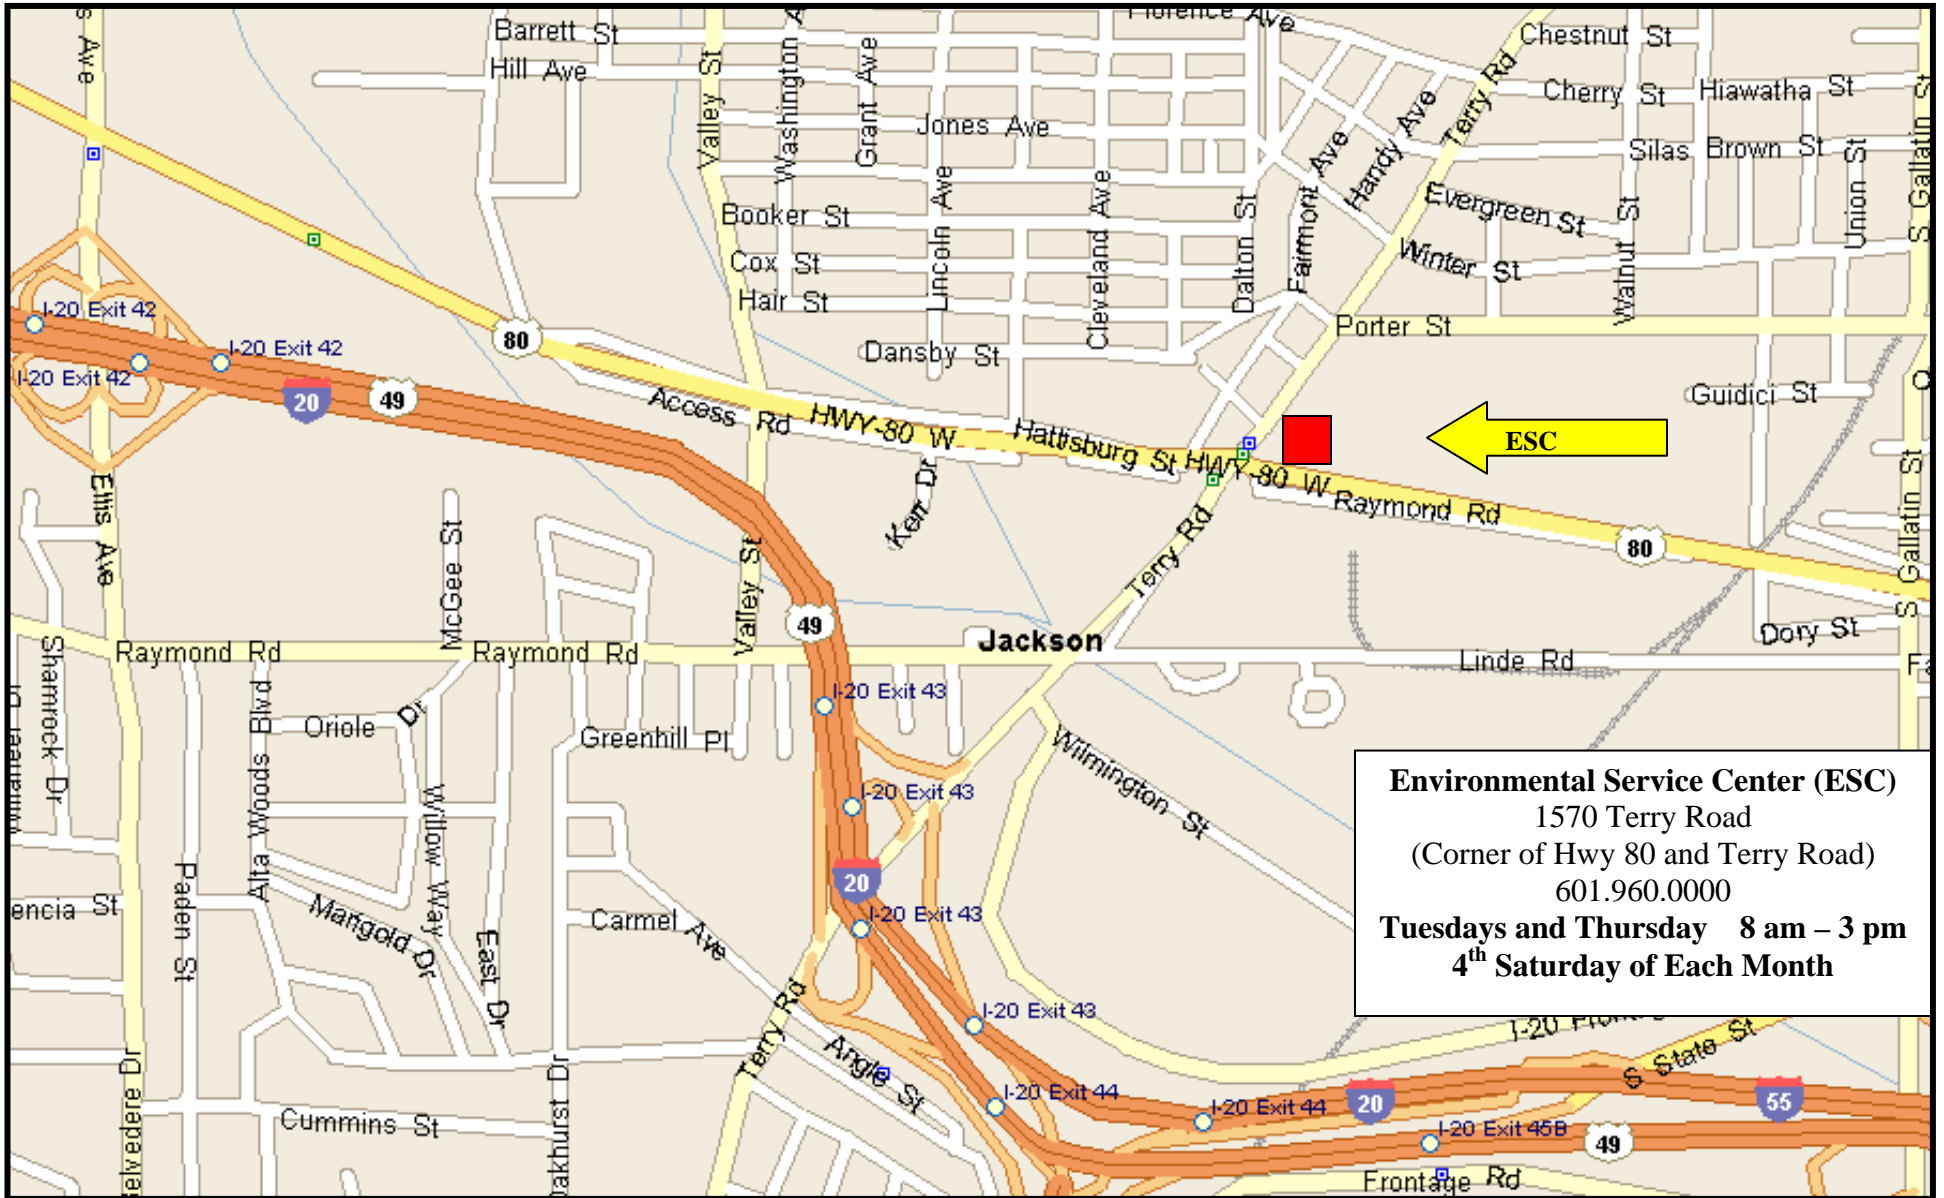 Florence Ave
s Ave
Barrett St
Washington A
Chestnut St
Hill Ave
Valley St
Grant Ave
Terry Rd
Cherry St
Hiawatha St
S. Gallatin St
Jones Ave
Handy Ave
Fairmont Ave
Silas Brown St
Union St
Lincoln Ave
Cleveland Ave
Dalton St
Evergreen St
Walnut St
Booker St
Winter St
Cox St
Hair St
I-20 Exit 42
Porter St
80
I-20 Exit 42
Dansby St
I-20 Exit 42
20
49
Access Rd
Guidici St
HWY-80 W
Hattisburg St
ESC
HWY-80 W
Raymond Rd
Ellis Ave
Kerr Dr
80
S Gallatin St
McGee St
Valley St
Terry Rd
49
Dory St
Jackson
Raymond Rd
Raymond Rd
Linde Rd
Fa
Shamrock Dr
I-20 Exit 43
Oriole Dr
Greenhill Pl
Wilmington St
Alta Woods Blvd
Willow Way
I-20 Exit 43
Environmental Service Center (ESC)
1570 Terry Road
(Corner of Hwy 80 and Terry Road)
601.960.0000
Tuesdays and Thursday 8 am – 3 pm
4th Saturday of Each Month
20
encia St
Paden St
Marigold Dr
East Dr
Carmel Ave
I-20 Exit 43
I-20 Exit 43
Terry Rd
I-20 Front
S State St
Belvedere Dr
Oakhurst Dr
Angle St
I-20 Exit 44
I-20 Exit 44
20
55
Cummins St
I-20 Exit 45B
49
Frontage Rd